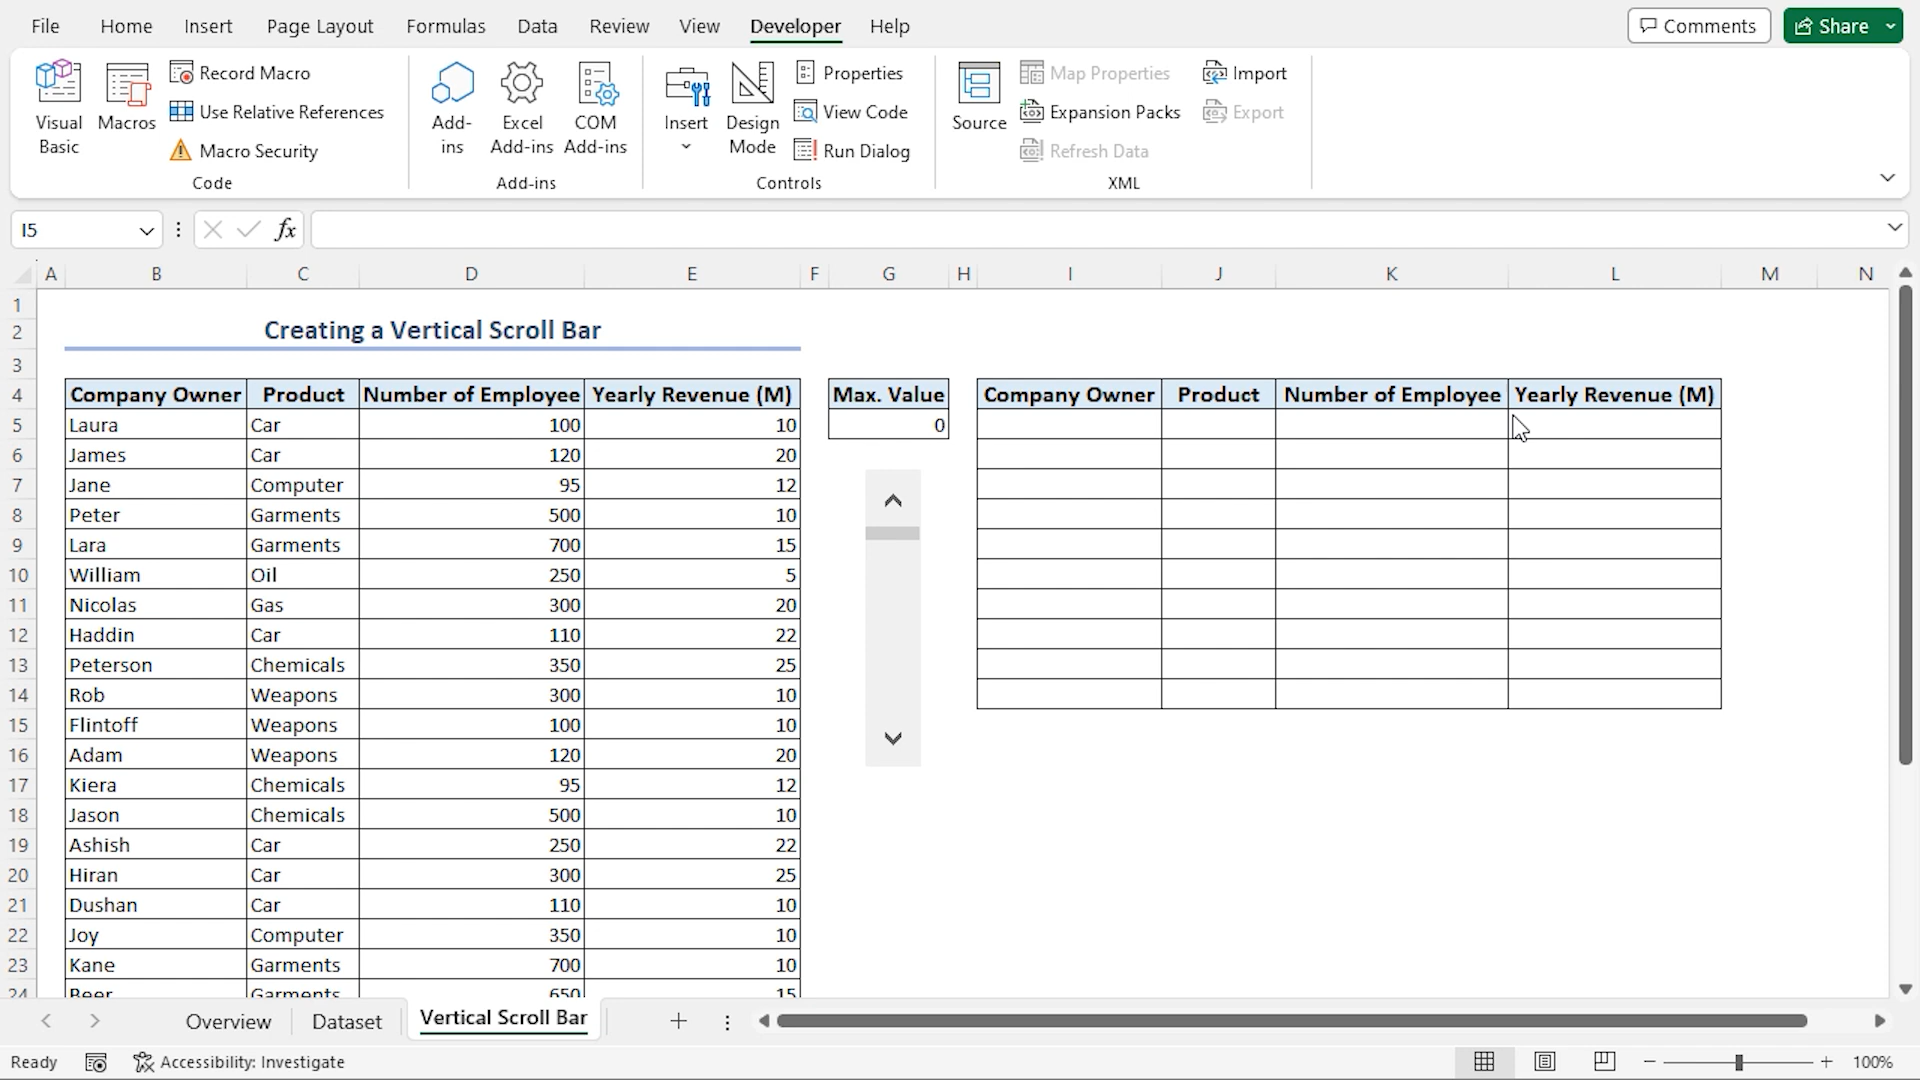 File Home Insert Page Layout Formulas Data Review View Developer Help Comments Share
Visual Basic
Macros
Record Macro
Use Relative References
Macro Security
Code
Add-ins
Excel Add-ins
COM Add-ins
Add-ins
Insert
Design Mode
Properties
View Code
Run Dialog
Controls
Source
Map Properties
Expansion Packs
Refresh Data
Import
Export
XML
I5 fx
A B C D E F G H I J K L M N
1
2 Creating a Vertical Scroll Bar
3
4 Company Owner Product Number of Employee Yearly Revenue (M) Max. Value Company Owner Product Number of Employee Yearly Revenue (M)
5 Laura Car 100 10 0
6 James Car 120 20
7 Jane Computer 95 12
8 Peter Garments 500 10
9 Lara Garments 700 15
10 William Oil 250 5
11 Nicolas Gas 300 20
12 Haddin Car 110 22
13 Peterson Chemicals 350 25
14 Rob Weapons 300 10
15 Flintoff Weapons 100 10
16 Adam Weapons 120 20
17 Kiera Chemicals 95 12
18 Jason Chemicals 500 10
19 Ashish Car 250 22
20 Hiran Car 300 25
21 Dushan Car 110 10
22 Joy Computer 350 10
23 Kane Garments 700 10
24 Beer Garments 650 15
Overview Dataset Vertical Scroll Bar
Ready Accessibility: Investigate 100%